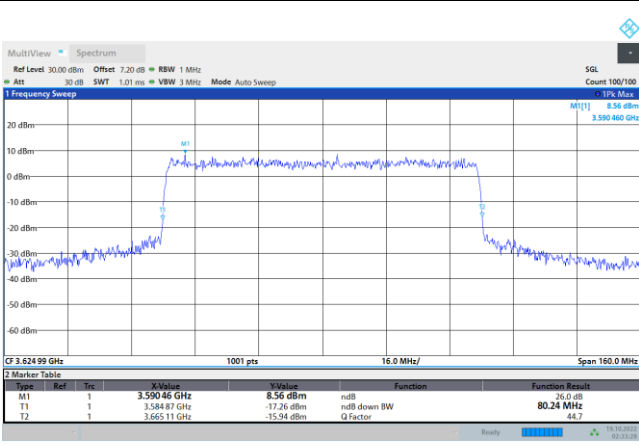 MultiView Spectrum
Ref Level 30.00 dBm Offset 7.20 dB RBW 1 MHz SGL
Att 30 dB SWT 1.01 ms VBW 3 MHz Mode Auto Sweep Count 100/100
1 Frequency Sweep 1Pk Max
M1[1] 8.56 dBm
3.590 460 GHz
20 dBm
M1
10 dBm
0 dBm
-10 dBm
T1 T2
-20 dBm
-30 dBm
-40 dBm
-50 dBm
-60 dBm
CF 3.624 99 GHz 1001 pts 16.0 MHz/ Span 160.0 MHz
2 Marker Table
Type Ref Trc X-Value Y-Value Function Function Result
M1 1 3.590 46 GHz 8.56 dBm ndB 26.0 dB
T1 1 3.584 87 GHz -17.26 dBm ndB down BW 80.24 MHz
T2 1 3.665 11 GHz -15.94 dBm Q Factor 44.7
Ready 19.10.2022
02:33:28